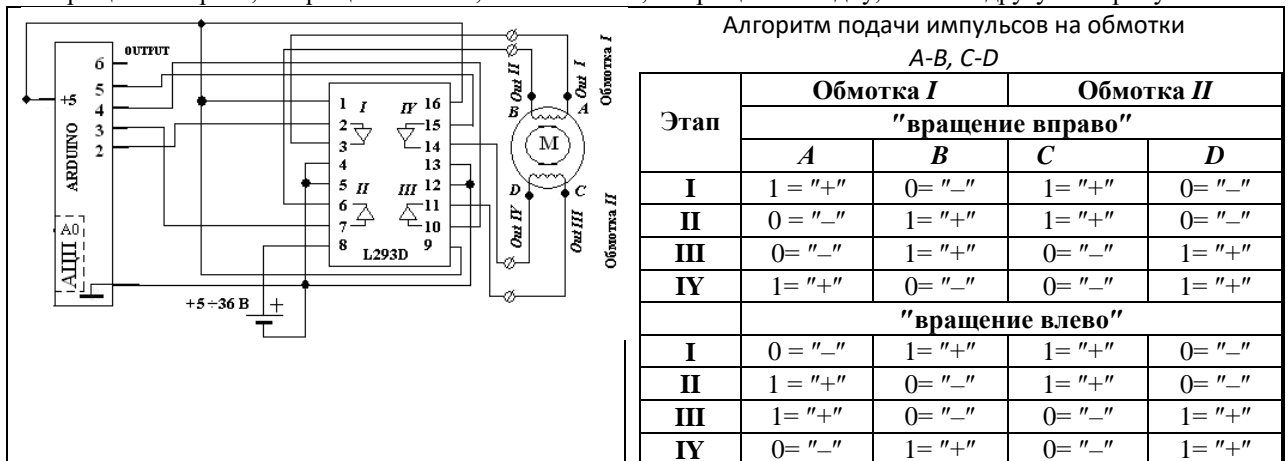 OUTPUT
6
5
+5
4
3
2
ARDUINO
A0
АЦП
1 I IV 16
2 15
3 14
4 13
5 II III 12
6 11
7 10
8 9
L293D
+5÷36 В
+
Out I
Out II
Обмотка I
B
A
M
D
C
Out IV
Out III
Обмотка II
Алгоритм подачи импульсов на обмотки
A-B, C-D
Этап Обмотка I Обмотка II
"вращение вправо"
A B C D
I 1 = "+" 0= "–" 1= "+" 0= "–"
II 0 = "–" 1= "+" 1= "+" 0= "–"
III 0= "–" 1= "+" 0= "–" 1= "+"
IY 1= "+" 0= "–" 0= "–" 1= "+"
"вращение влево"
I 0 = "–" 1= "+" 1= "+" 0= "–"
II 1 = "+" 0= "–" 1= "+" 0= "–"
III 1= "+" 0= "–" 0= "–" 1= "+"
IY 0= "–" 1= "+" 0= "–" 1= "+"